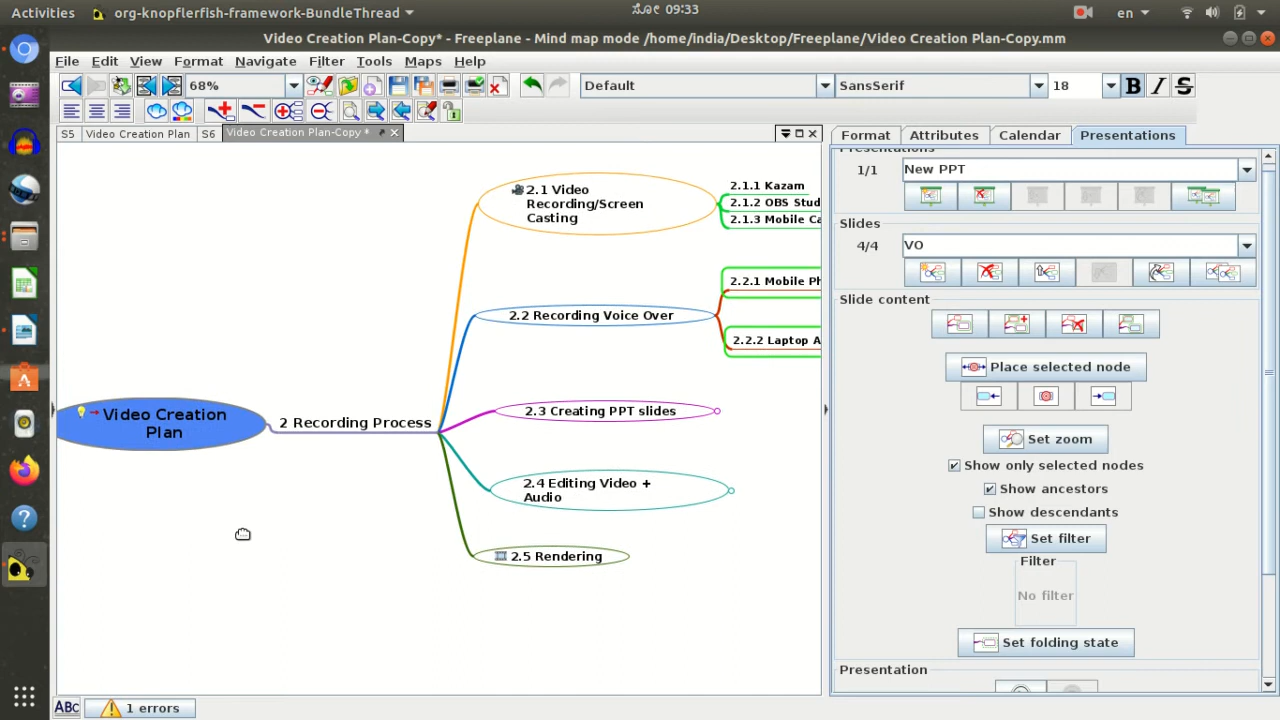 Activities
org-knopflerfish-framework-BundleThread
09:33
en
Video Creation Plan-Copy* - Freeplane - Mind map mode /home/india/Desktop/Freeplane/Video Creation Plan-Copy.mm
File Edit View Format Navigate Filter Tools Maps Help
68%
Default
SansSerif
18
B I S
S5
Video Creation Plan
S6
Video Creation Plan-Copy *
Format
Attributes
Calendar
Presentations
Presentations
1/1
New PPT
Slides
4/4
VO
Slide content
Place selected node
Set zoom
Show only selected nodes
Show ancestors
Show descendants
Set filter
Filter
No filter
Set folding state
Presentation
Video Creation
Plan
2 Recording Process
2.1 Video
Recording/Screen
Casting
2.1.1 Kazam
2.1.2 OBS Stud
2.1.3 Mobile Ca
2.2 Recording Voice Over
2.2.1 Mobile Ph
2.2.2 Laptop A
2.3 Creating PPT slides
2.4 Editing Video +
Audio
2.5 Rendering
ABC
1 errors